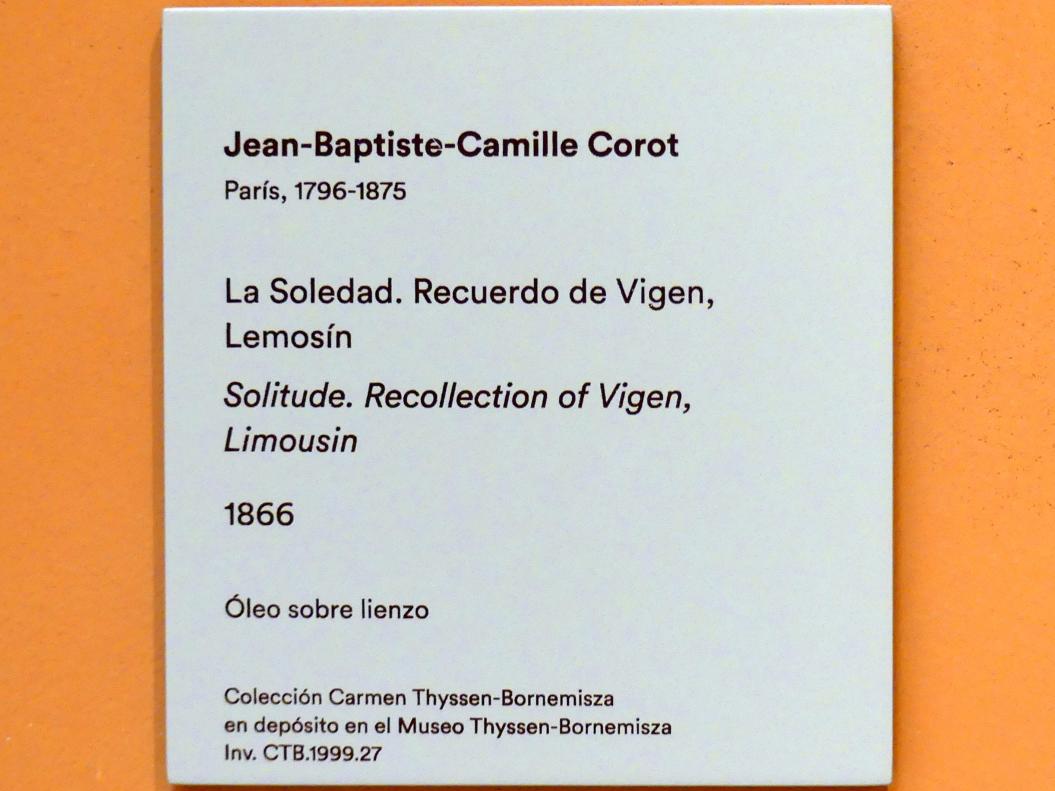 Jean-Baptiste-Camille Corot
París, 1796-1875
La Soledad. Recuerdo de Vigen,
Lemosín
Solitude. Recollection of Vigen,
Limousin
1866
Óleo sobre lienzo
Colección Carmen Thyssen-Bornemisza
en depósito en el Museo Thyssen-Bornemisza
Inv. CTB.1999.27